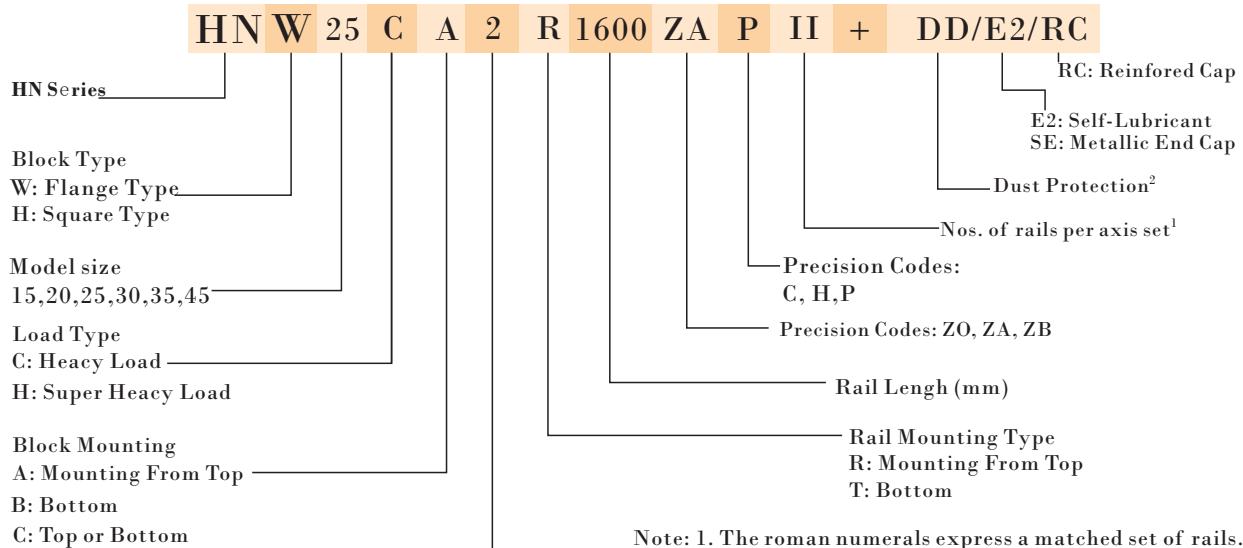 HN W 25 C A 2 R 1600 ZA P II + DD/E2/RC
RC: Reinfored Cap
HN Series
E2: Self-Lubricant
SE: Metallic End Cap
Block Type
W: Flange Type
H: Square Type
Dust Protection2
Nos. of rails per axis set1
Model size
15,20,25,30,35,45
Precision Codes:
C, H,P
Precision Codes: ZO, ZA, ZB
Load Type
C: Heacy Load
H: Super Heacy Load
Rail Lengh (mm)
Block Mounting
A: Mounting From Top
B: Bottom
C: Top or Bottom
Rail Mounting Type
R: Mounting From Top
T: Bottom
Note: 1. The roman numerals express a matched set of rails.